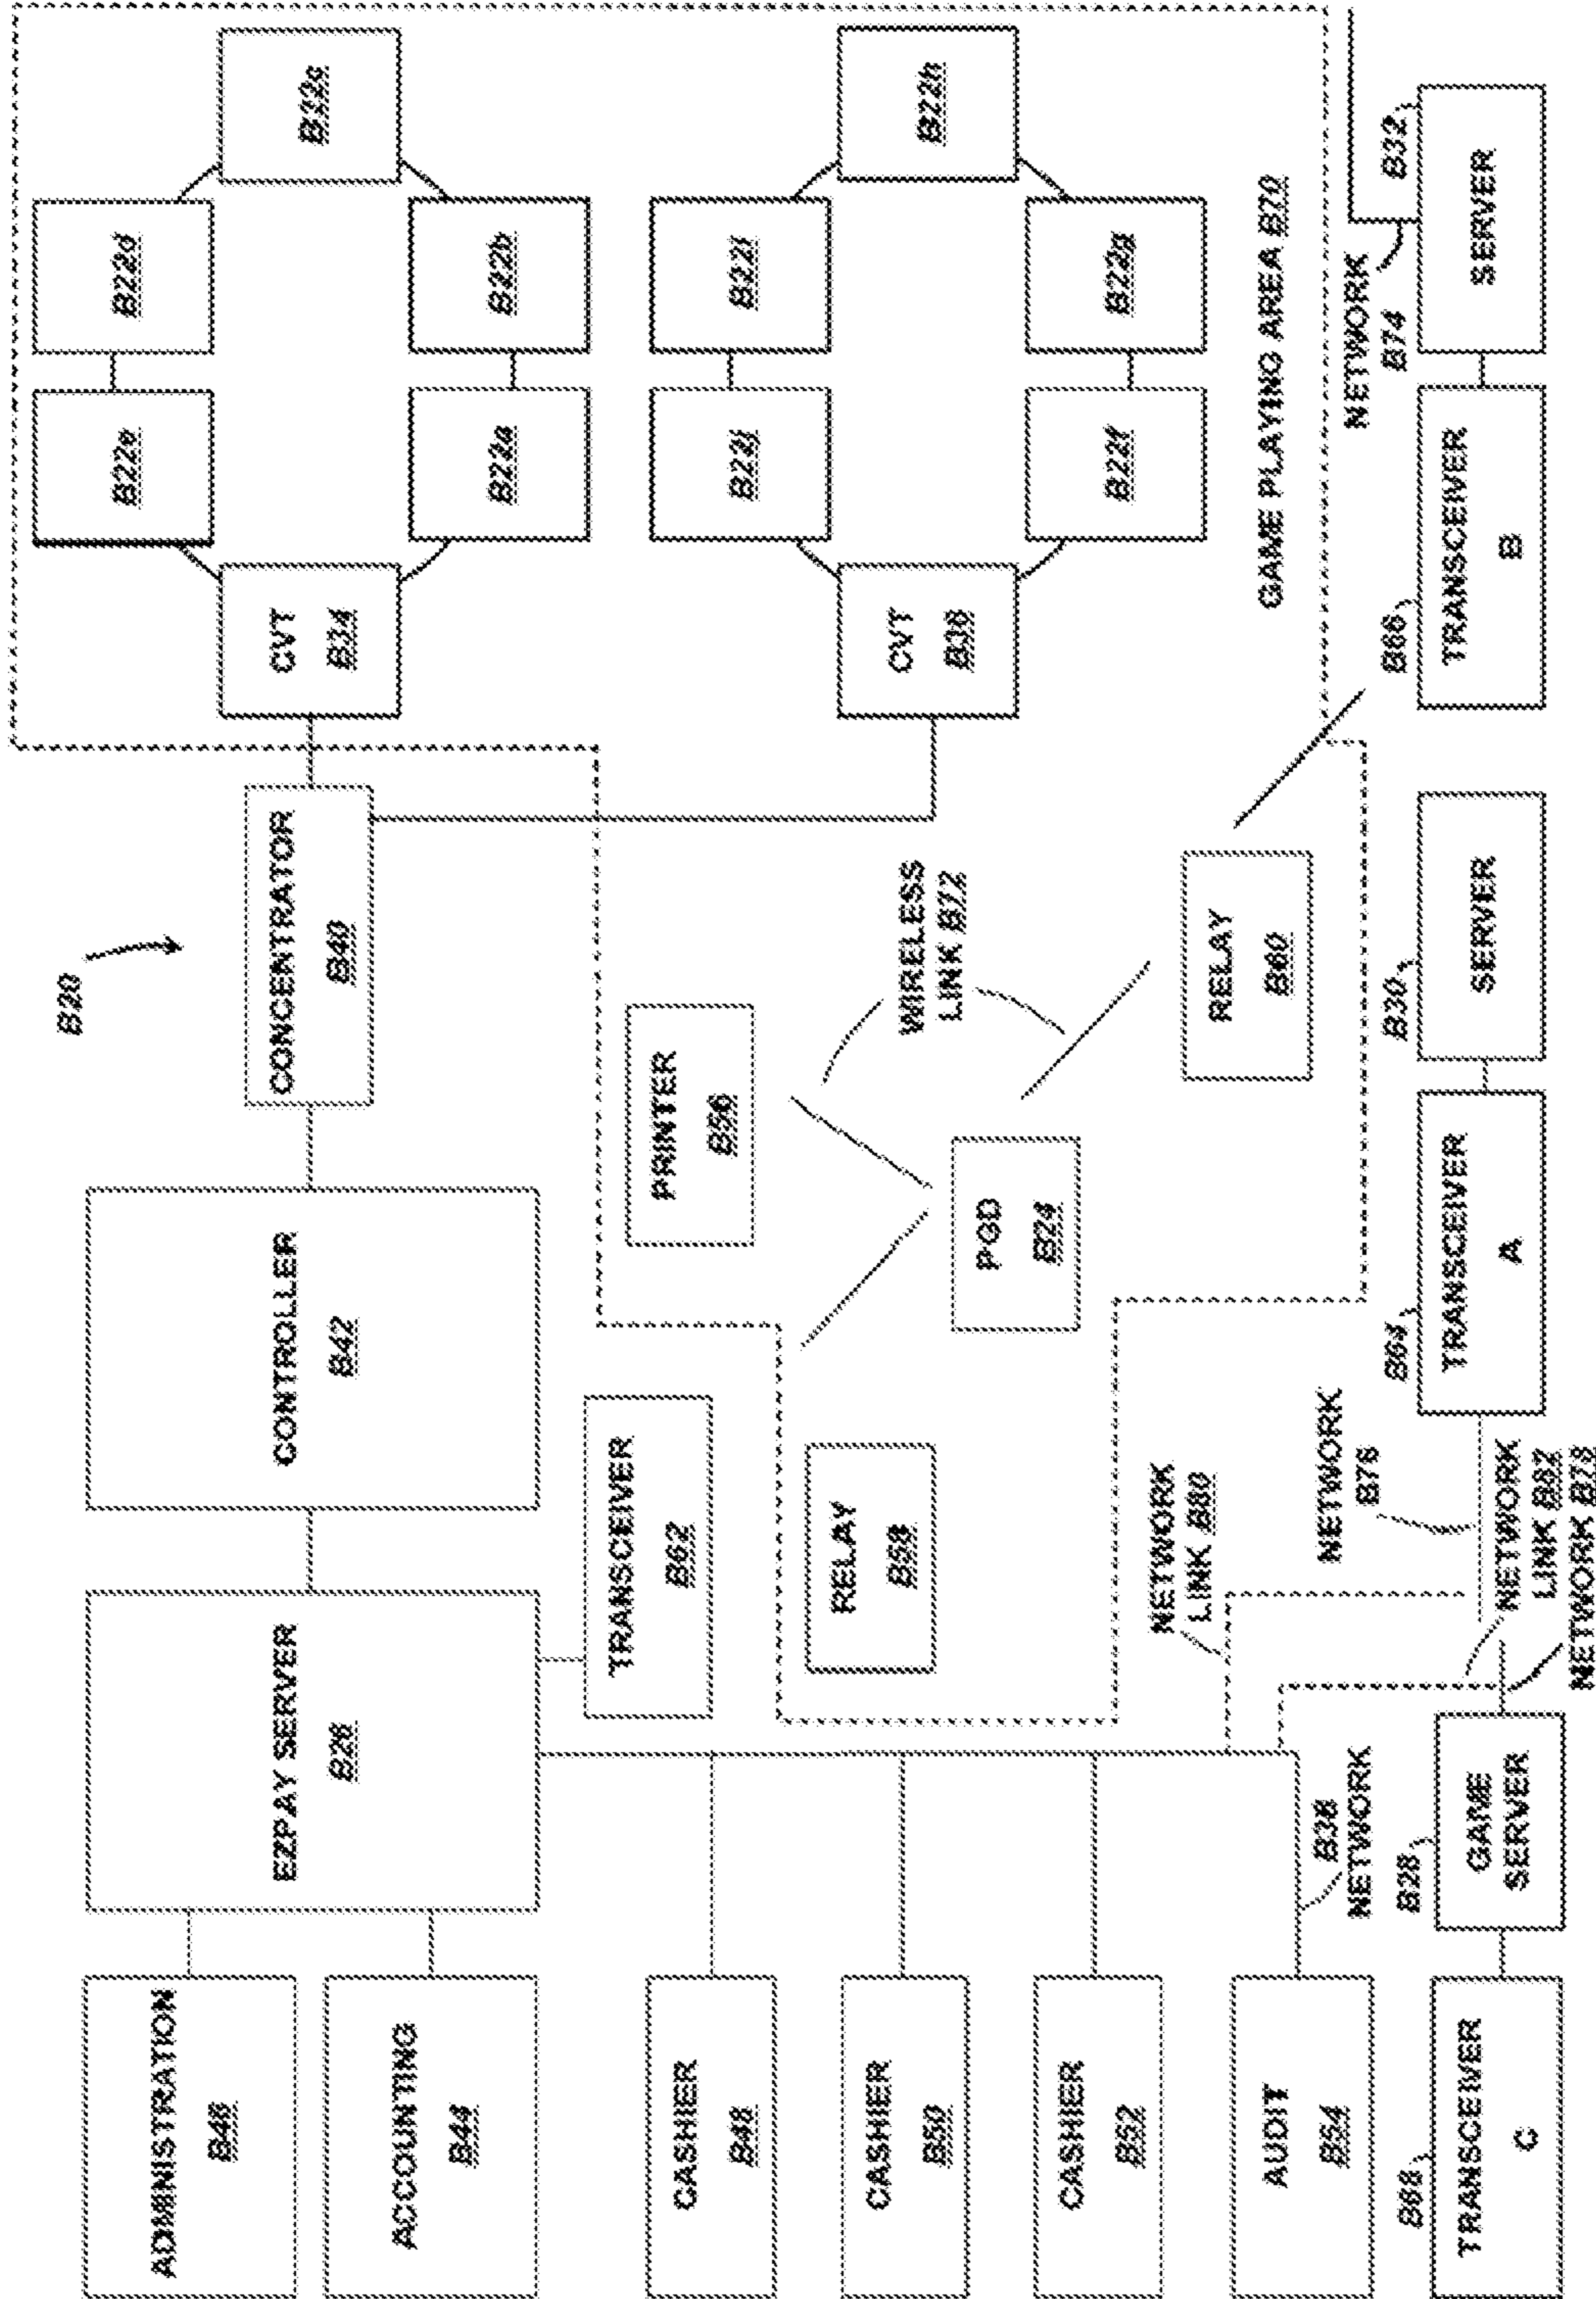 B20
ADMINISTRATION
B46
ACCOUNTING
B44
EZPAY SERVER
B26
CONTROLLER
B42
CONCENTRATOR
B40
CVT
B34
B22e
B22d
B22c
B22a
B22b
CASHIER
B48
CASHIER
B50
CASHIER
B52
AUDIT
B54
TRANSCEIVER
B62
RELAY
B58
PRINTER
B56
PGD
B24
WIRELESS
LINK B72
RELAY
B60
CVT
B36
B22j
B22i
B22h
B22f
B22g
GAME PLAYING AREA B70
NETWORK
LINK B80
B38
NETWORK
NETWORK
B76
NETWORK
LINK B82
NETWORK B78
NETWORK
B74
B68
TRANSCEIVER
C
B28
GAME
SERVER
B64
TRANSCEIVER
A
B30
SERVER
B66
TRANSCEIVER
B
B32
SERVER